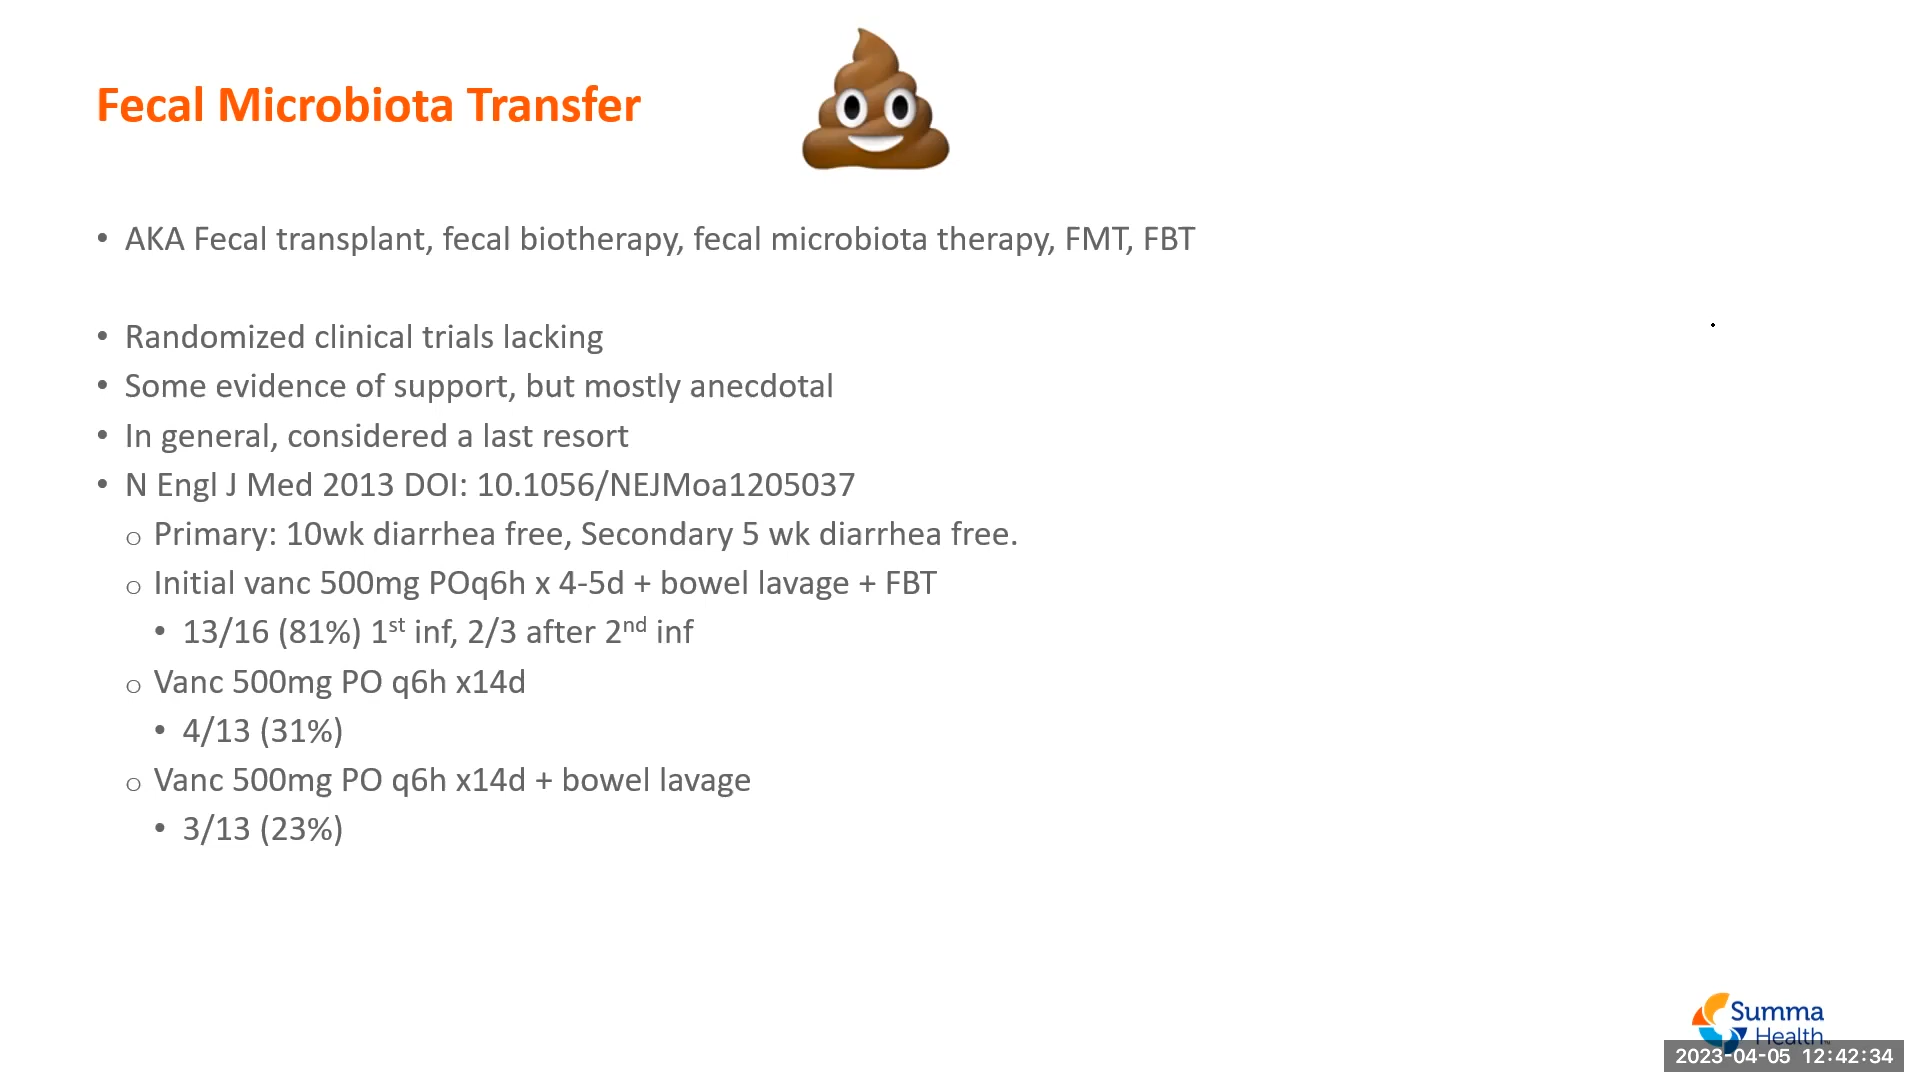 Fecal Microbiota Transfer
• AKA Fecal transplant, fecal biotherapy, fecal microbiota therapy, FMT, FBT
• Randomized clinical trials lacking
• Some evidence of support, but mostly anecdotal
• In general, considered a last resort
• N Engl J Med 2013 DOI: 10.1056/NEJMoa1205037
o Primary: 10wk diarrhea free, Secondary 5 wk diarrhea free.
o Initial vanc 500mg POq6h x 4-5d + bowel lavage + FBT
• 13/16 (81%) 1st inf, 2/3 after 2nd inf
o Vanc 500mg PO q6h x14d
• 4/13 (31%)
o Vanc 500mg PO q6h x14d + bowel lavage
• 3/13 (23%)
Summa
Health
2023-04-05 12:42:34